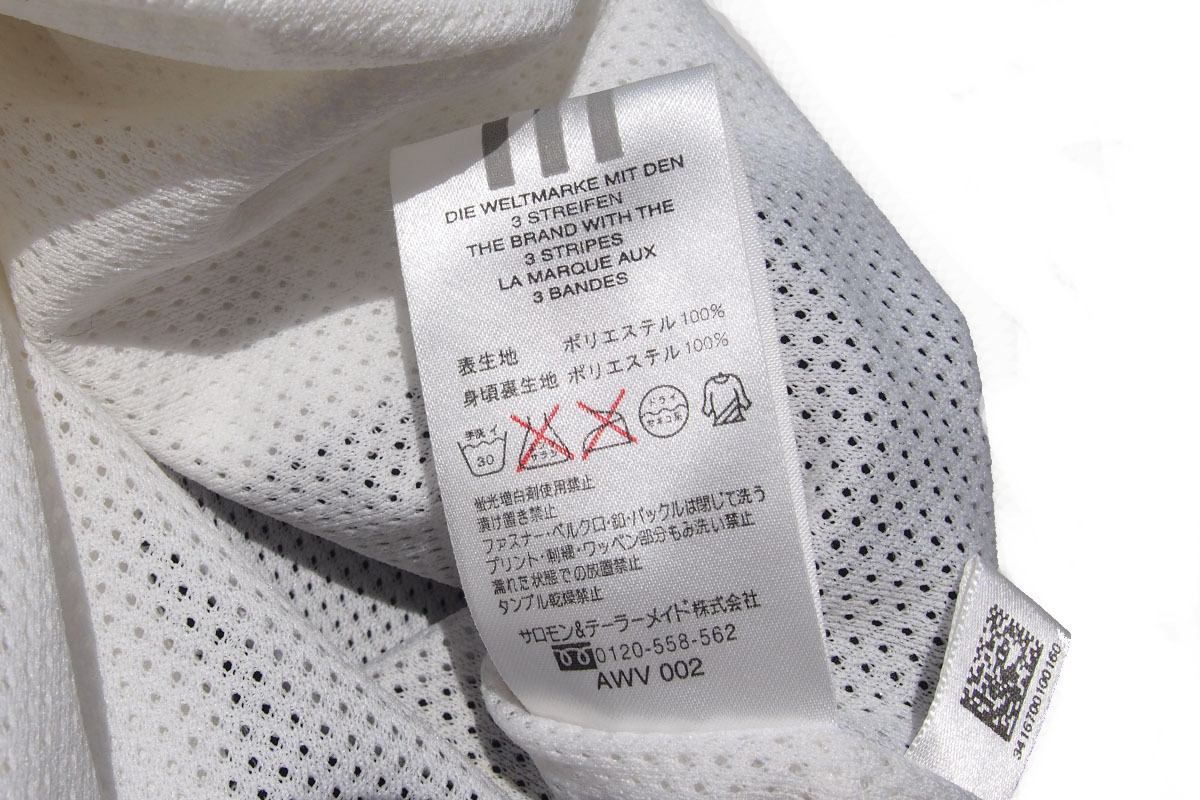 DIE WELTMARKE MIT DEN
3 STREIFEN
THE BRAND WITH THE
3 STRIPES
LA MARQUE AUX
3 BANDES
表生地 ポリエステル 100%
身頃裏生地 ポリエステル 100%
手洗イ
30
蛍光増白剤使用禁止
漬け置き禁止
ファスナー・ベルクロ・釦・バックルは閉じて洗う
プリント・刺繍・ワッペン部分もみ洗い禁止
濡れた状態での放置禁止
タンブル乾燥禁止
サロモン&テーラーメイド株式会社
0120-558-562
AWV 002
3416700100160